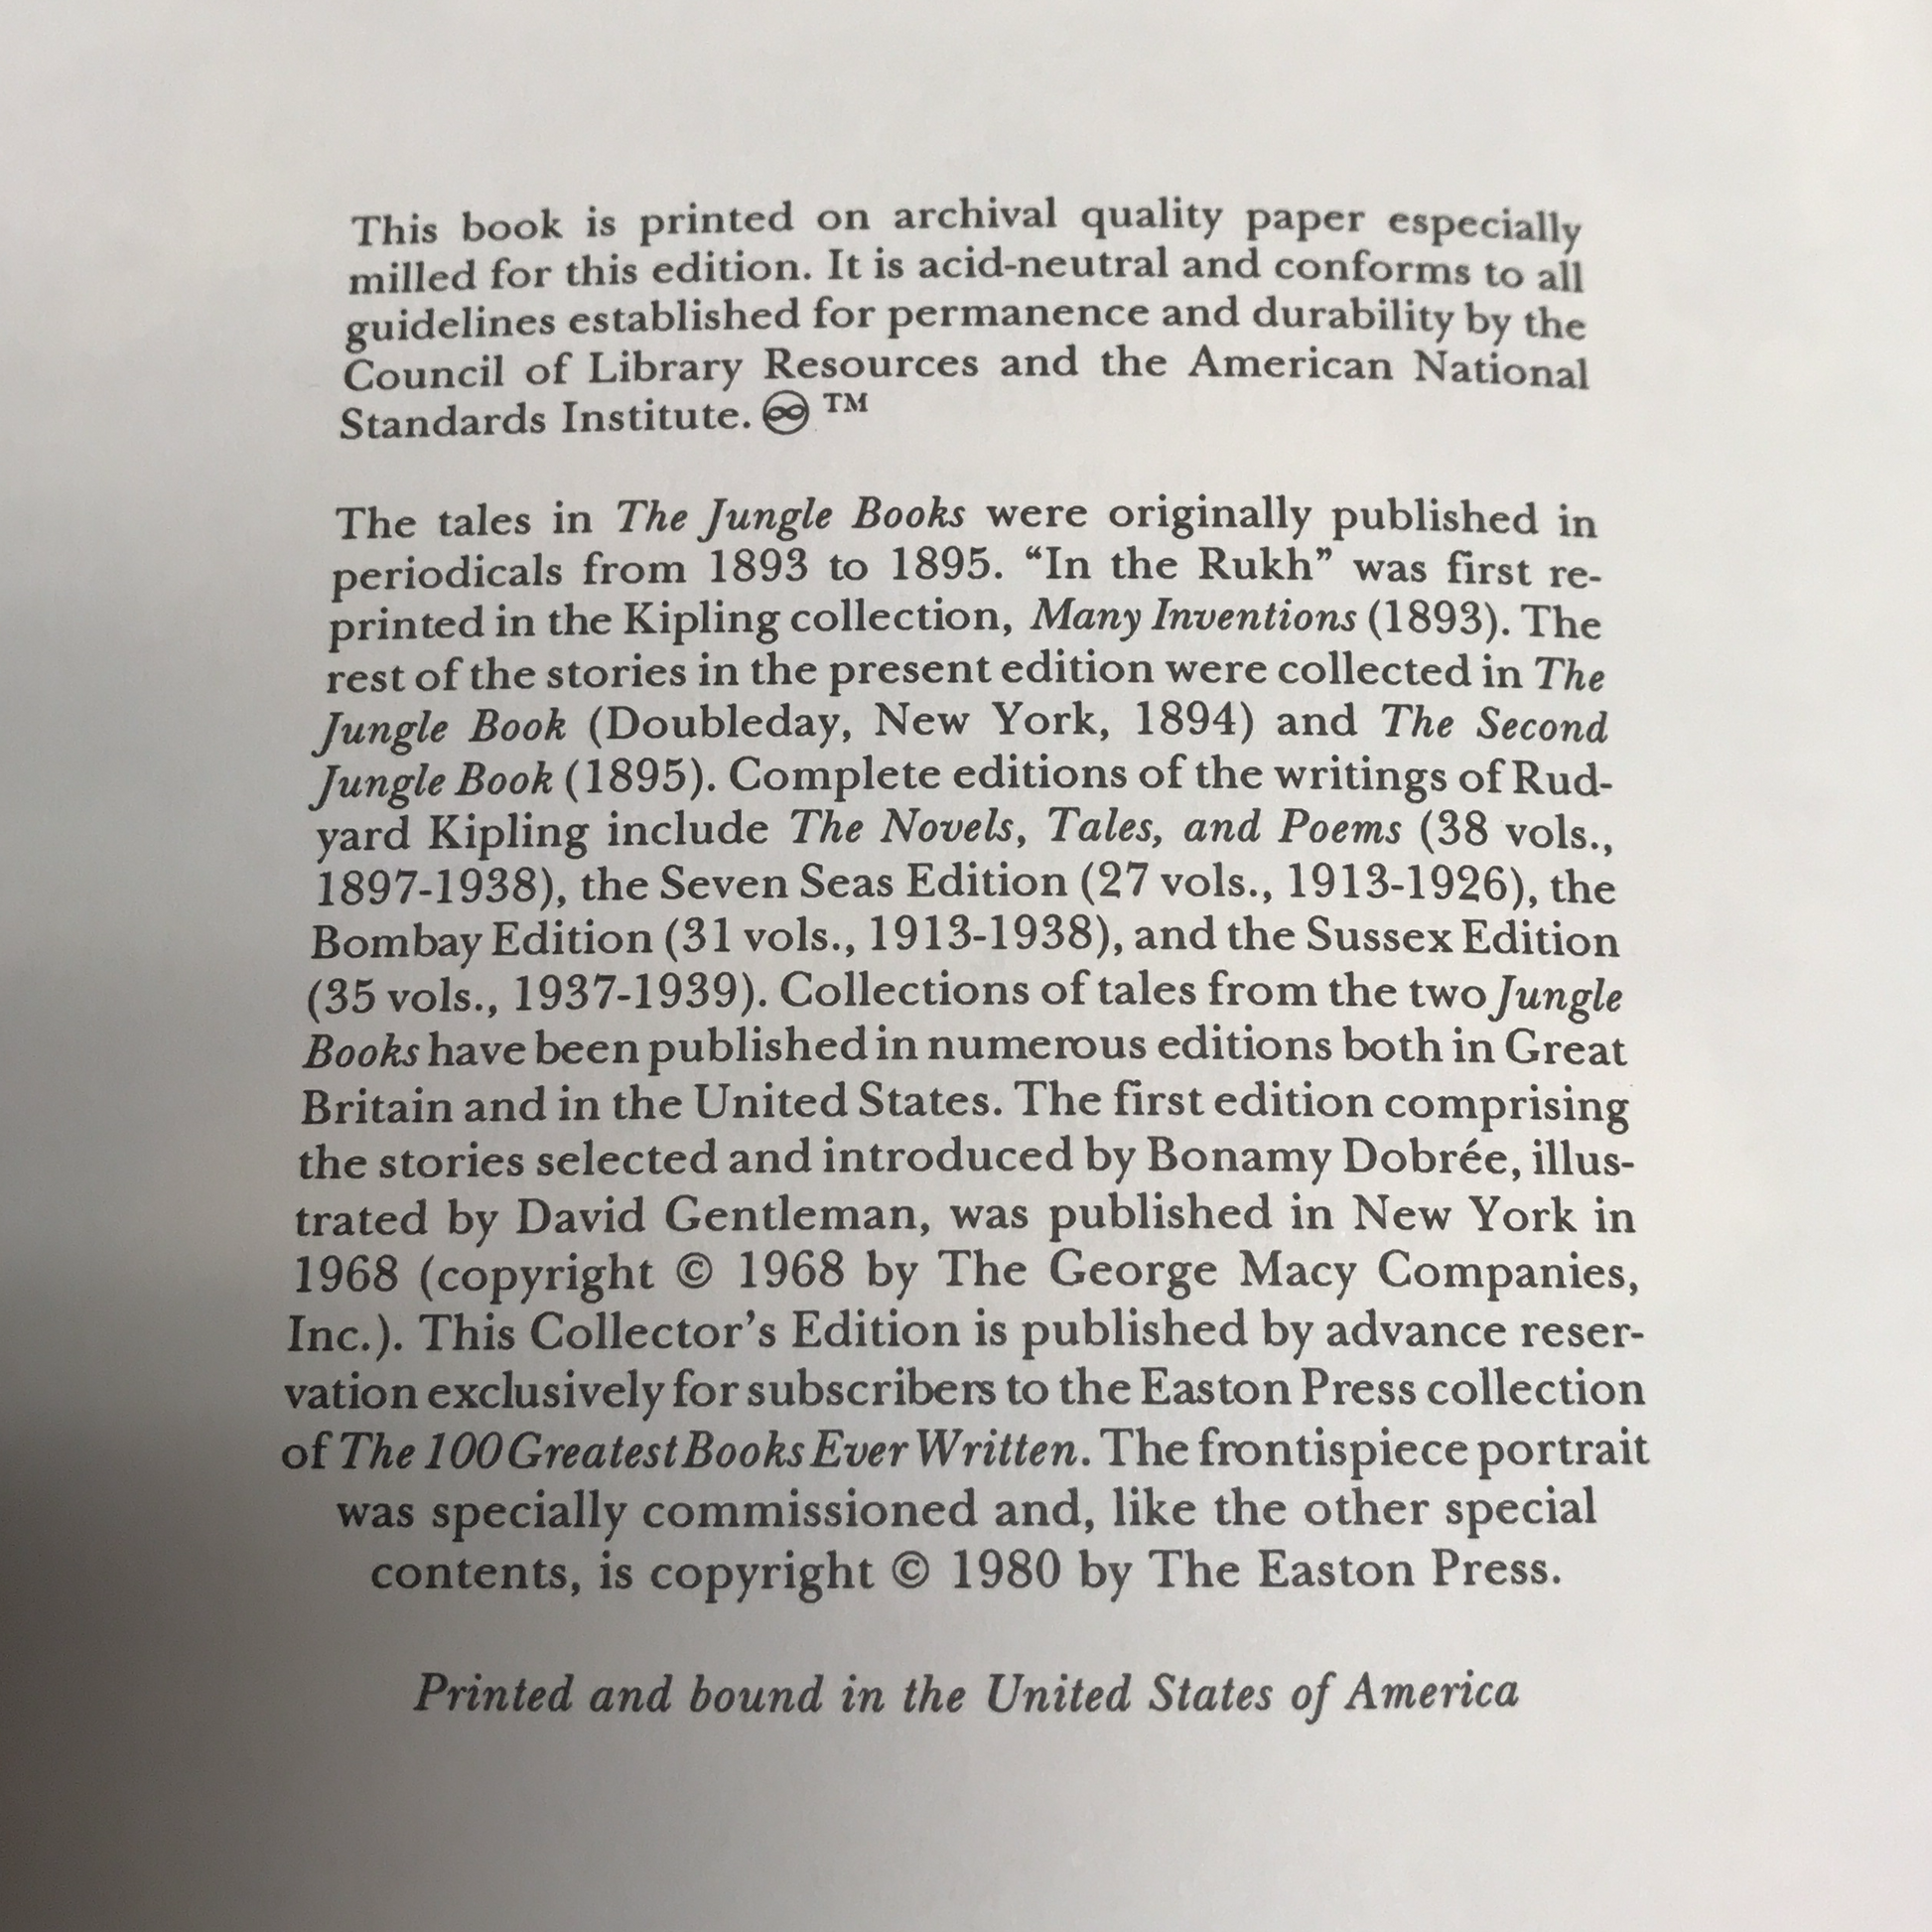 This book is printed on archival quality paper especially
milled for this edition. It is acid-neutral and conforms to all
guidelines established for permanence and durability by the
Council of Library Resources and the American National
Standards Institute. ♾ ™
The tales in The Jungle Books were originally published in
periodicals from 1893 to 1895. “In the Rukh” was first re-
printed in the Kipling collection, Many Inventions (1893). The
rest of the stories in the present edition were collected in The
Jungle Book (Doubleday, New York, 1894) and The Second
Jungle Book (1895). Complete editions of the writings of Rud-
yard Kipling include The Novels, Tales, and Poems (38 vols.,
1897-1938), the Seven Seas Edition (27 vols., 1913-1926), the
Bombay Edition (31 vols., 1913-1938), and the Sussex Edition
(35 vols., 1937-1939). Collections of tales from the two Jungle
Books have been published in numerous editions both in Great
Britain and in the United States. The first edition comprising
the stories selected and introduced by Bonamy Dobrée, illus-
trated by David Gentleman, was published in New York in
1968 (copyright © 1968 by The George Macy Companies,
Inc.). This Collector’s Edition is published by advance reser-
vation exclusively for subscribers to the Easton Press collection
of The 100 Greatest Books Ever Written. The frontispiece portrait
was specially commissioned and, like the other special
contents, is copyright © 1980 by The Easton Press.
Printed and bound in the United States of America